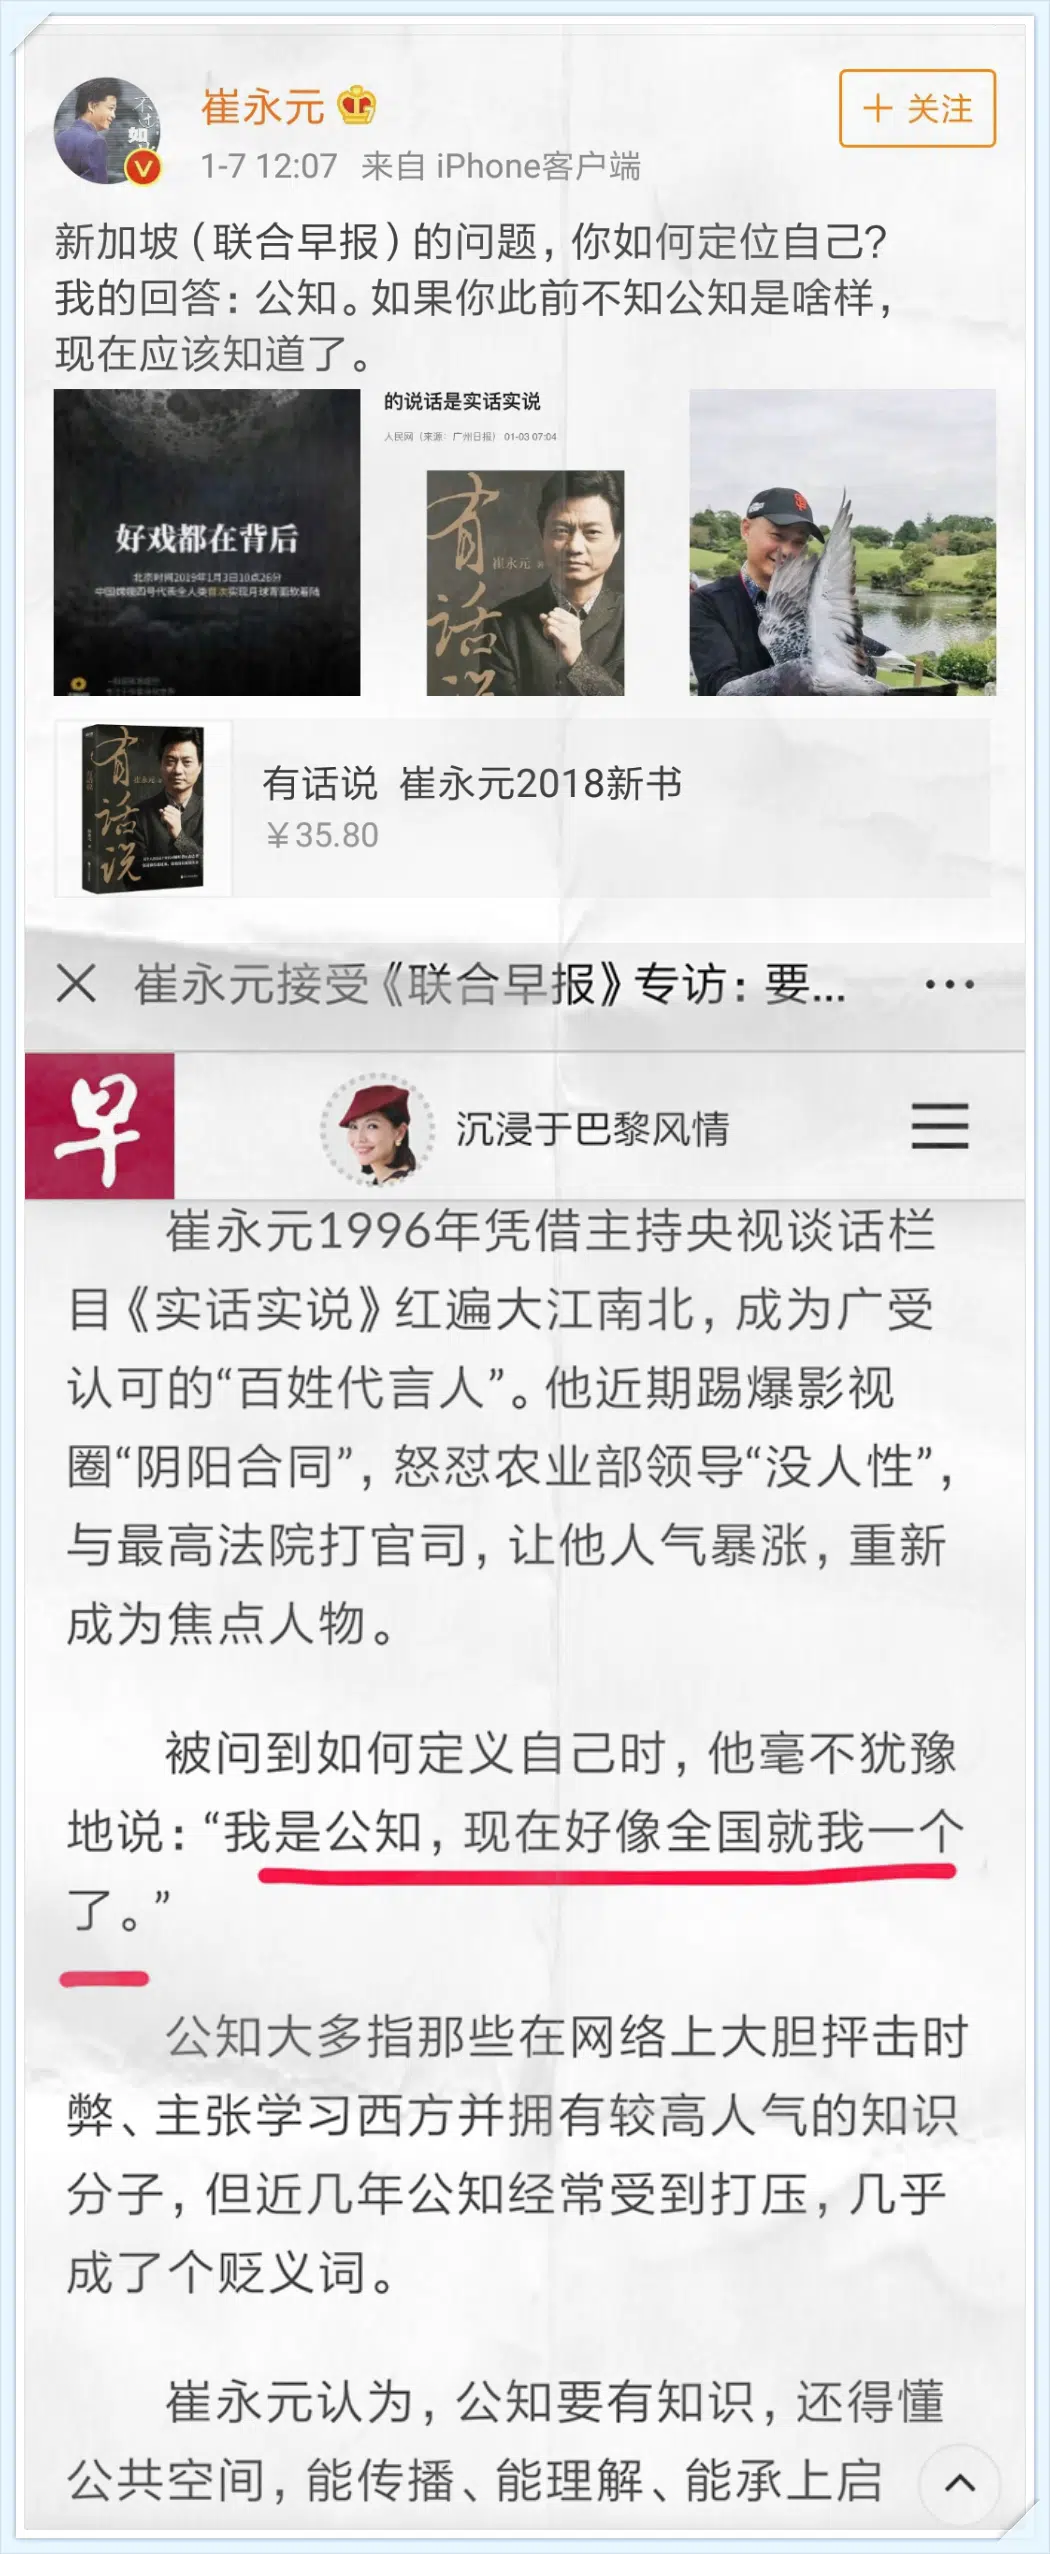 崔永元
+ 关注
1-7 12:07 来自 iPhone客户端
新加坡（联合早报）的问题，你如何定位自己?
我的回答：公知。如果你此前不知公知是啥样，
现在应该知道了。
的说话是实话实说
人民网（来源：广州日报） 01-03 07:04
好戏都在背后
北京时间2019年1月3日10点26分
中国嫦娥四号代表全人类首次实现月球背面软着陆
有话说
崔永元 著
有话说
有话说 崔永元2018新书
￥35.80
崔永元接受《联合早报》专访：要...
早
沉浸于巴黎风情
崔永元1996年凭借主持央视谈话栏
目《实话实说》红遍大江南北，成为广受
认可的“百姓代言人”。他近期踢爆影视
圈“阴阳合同”，怒怼农业部领导“没人性”，
与最高法院打官司，让他人气暴涨，重新
成为焦点人物。
被问到如何定义自己时，他毫不犹豫
地说：“我是公知，现在好像全国就我一个
了。”
公知大多指那些在网络上大胆抨击时
弊、主张学习西方并拥有较高人气的知识
分子，但近几年公知经常受到打压，几乎
成了个贬义词。
崔永元认为，公知要有知识，还得懂
公共空间，能传播、能理解、能承上启